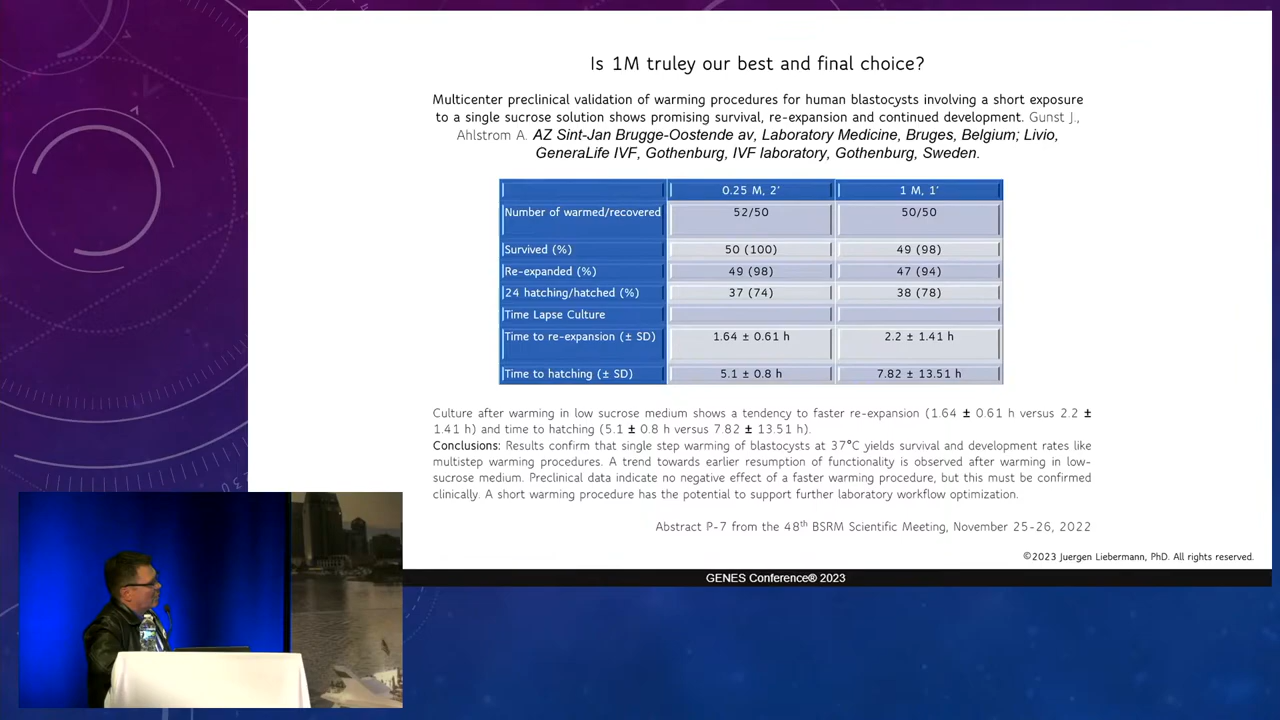 Is 1M truley our best and final choice?
Multicenter preclinical validation of warming procedures for human blastocysts involving a short exposure
to a single sucrose solution shows promising survival, re-expansion and continued development. Gunst J.,
Ahlstrom A. AZ Sint-Jan Brugge-Oostende av, Laboratory Medicine, Bruges, Belgium; Livio,
GeneraLife IVF, Gothenburg, IVF laboratory, Gothenburg, Sweden.
0.25 M, 2′ 1 M, 1′
Number of warmed/recovered 52/50 50/50
Survived (%) 50 (100) 49 (98)
Re-expanded (%) 49 (98) 47 (94)
24 hatching/hatched (%) 37 (74) 38 (78)
Time Lapse Culture
Time to re-expansion (± SD) 1.64 ± 0.61 h 2.2 ± 1.41 h
Time to hatching (± SD) 5.1 ± 0.8 h 7.82 ± 13.51 h
Culture after warming in low sucrose medium shows a tendency to faster re-expansion (1.64 ± 0.61 h versus 2.2 ±
1.41 h) and time to hatching (5.1 ± 0.8 h versus 7.82 ± 13.51 h).
Conclusions: Results confirm that single step warming of blastocysts at 37°C yields survival and development rates like
multistep warming procedures. A trend towards earlier resumption of functionality is observed after warming in low-
sucrose medium. Preclinical data indicate no negative effect of a faster warming procedure, but this must be confirmed
clinically. A short warming procedure has the potential to support further laboratory workflow optimization.
Abstract P-7 from the 48th BSRM Scientific Meeting, November 25-26, 2022
©2023 Juergen Liebermann, PhD. All rights reserved.
GENES Conference® 2023